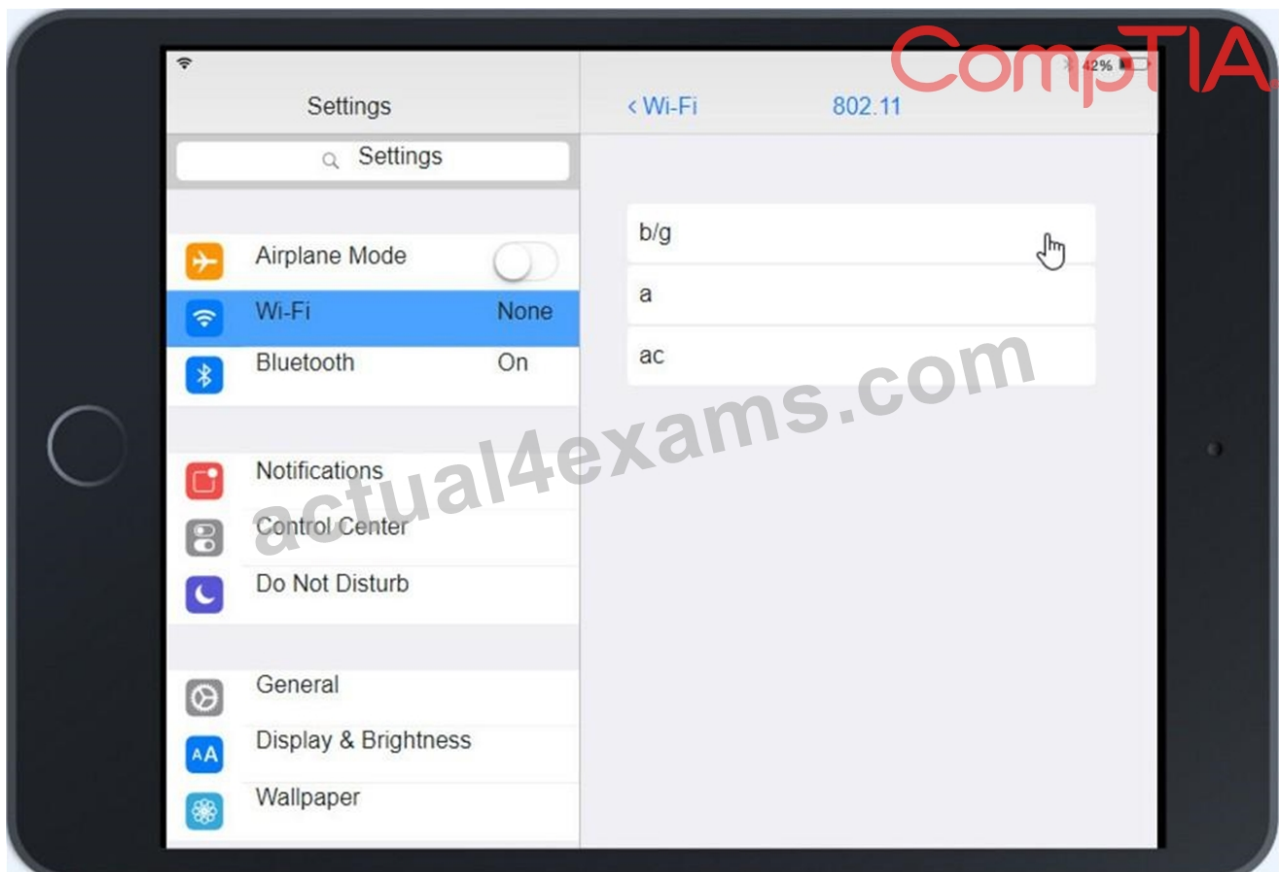 CompTIA
42%
Settings
< Wi-Fi 802.11
Settings
Airplane Mode
Wi-Fi None
Bluetooth On
Notifications
Control Center
Do Not Disturb
General
Display & Brightness
AA
Wallpaper
b/g
a
ac
actual4exams.com